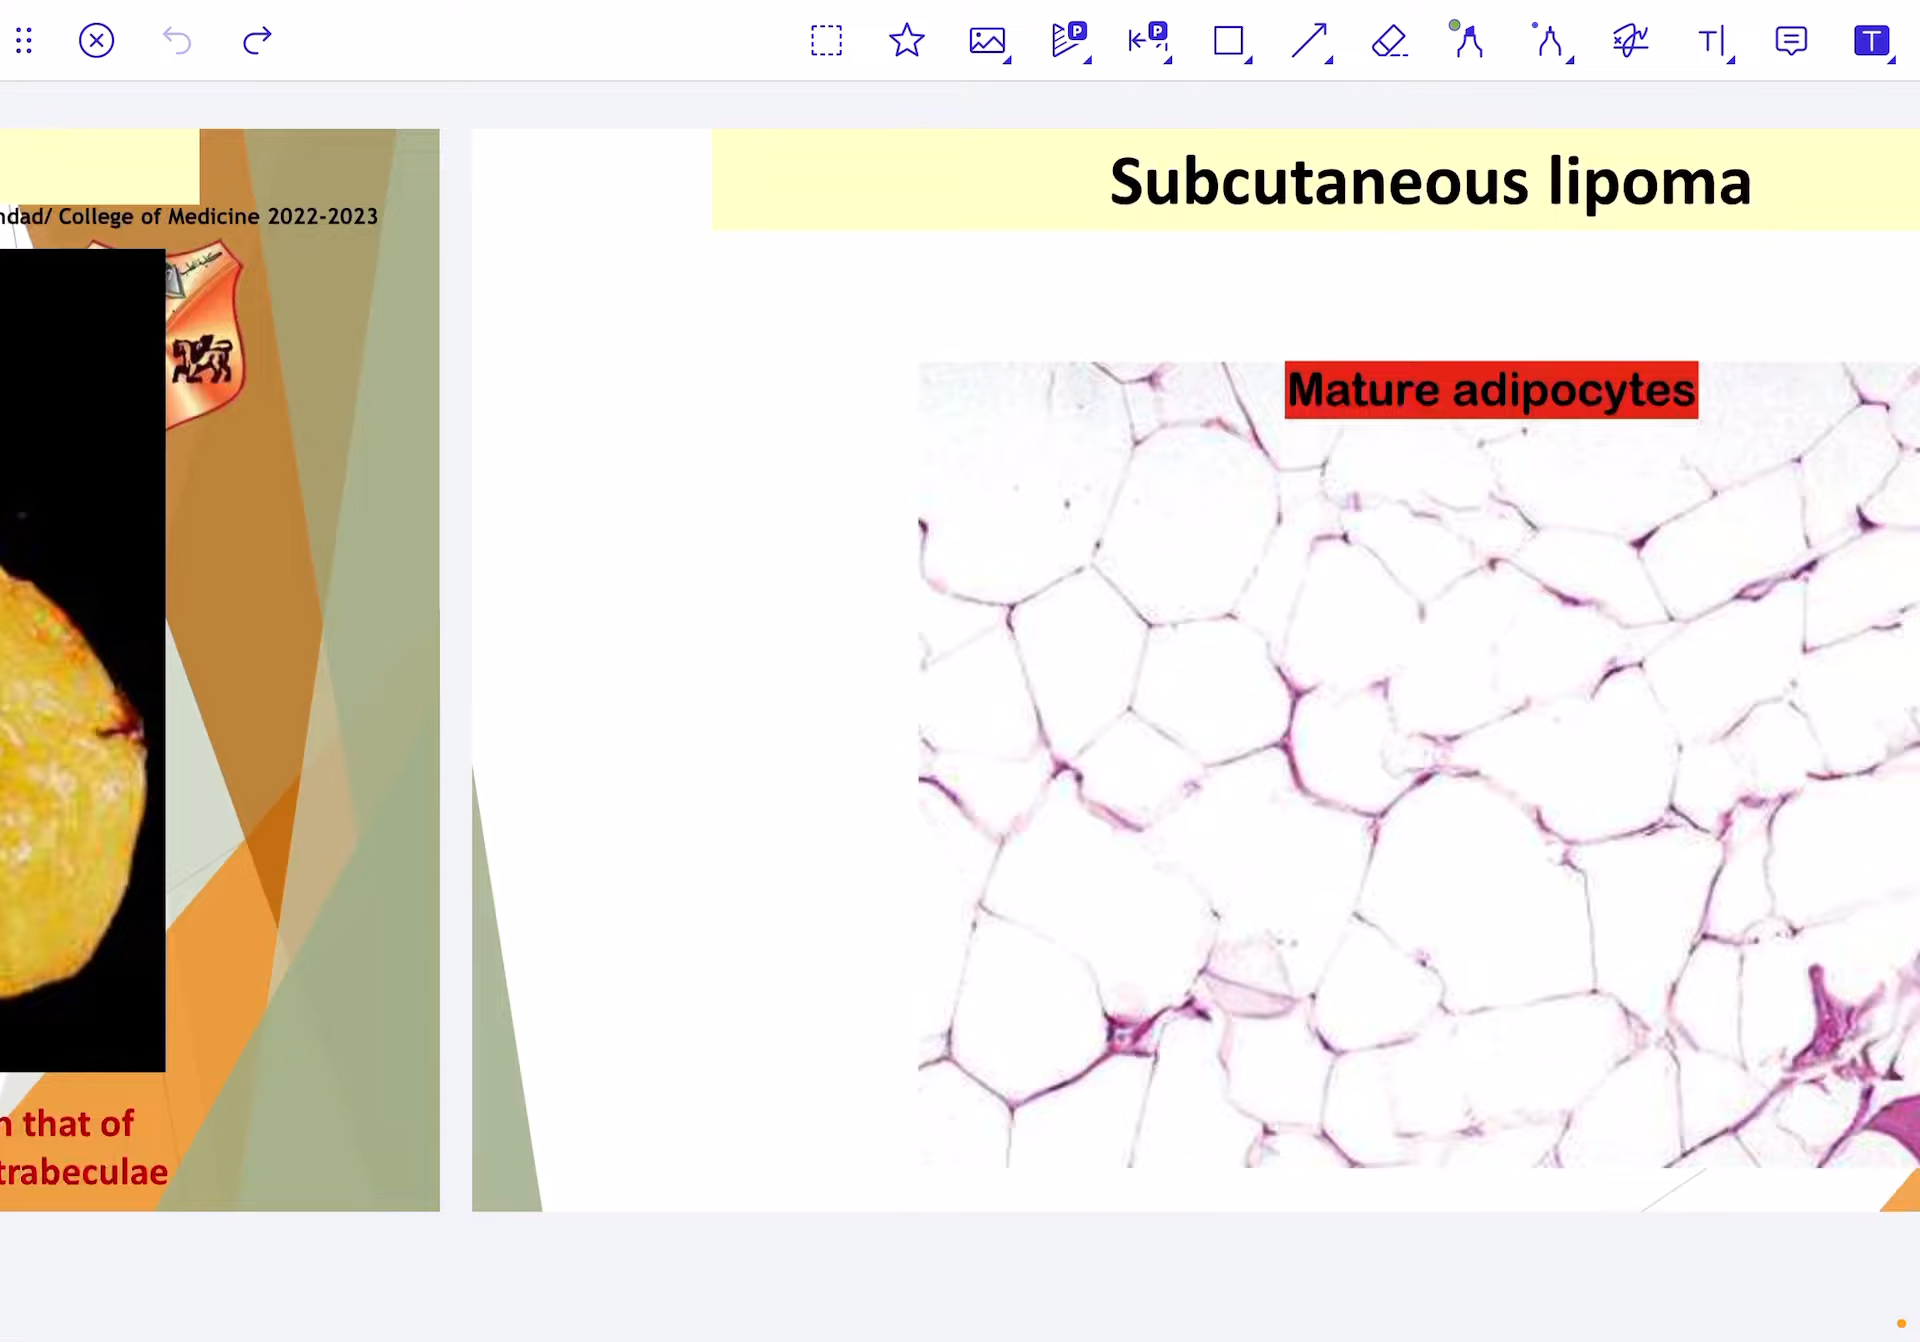 ndad/ College of Medicine 2022-2023
n that of
trabeculae
Subcutaneous lipoma
Mature adipocytes